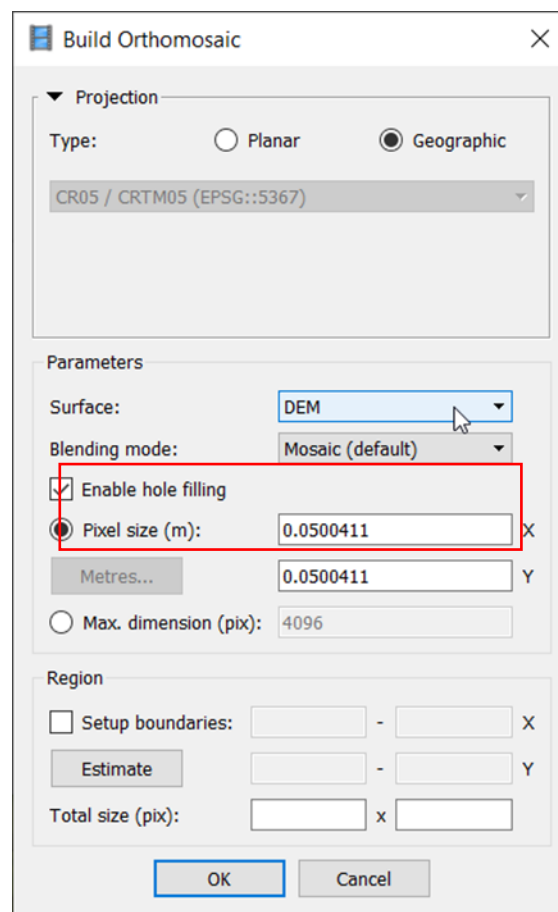 Build Orthomosaic
Projection
Type: Planar Geographic
CR05 / CRTM05 (EPSG::5367)
Parameters
Surface: DEM
Blending mode: Mosaic (default)
Enable hole filling
Pixel size (m): 0.0500411 X
Metres... 0.0500411 Y
Max. dimension (pix): 4096
Region
Setup boundaries: - X
Estimate - Y
Total size (pix): x
OK Cancel